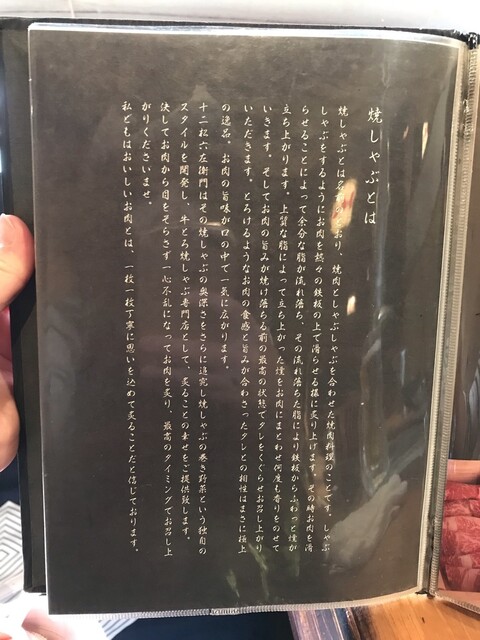 焼しゃぶとは
焼しゃぶとは名の通り、焼肉としゃぶしゃぶを合わせた焼肉料理のことです。しゃぶ
しゃぶをするようにお肉を熱々の鉄板の上で滑らせる様に炙り上げます。その時お肉を滑
らせることによって余分な脂が流れ落ち、その流れ落ちた脂により鉄板からふわっと煙が
立ち上がります。上質な脂によって立ち上がった煙をお肉にまとわせ何度も香りをのせて
いきます。そしてお肉の旨みが焼け落ちる前の最高の状態でタレをくぐらせお召し上がり
いただきます。とろけるようなお肉の食感と旨みが合わさったタレとの相性はまさに極上
の逸品。お肉の旨味が口の中で一気に広がります。
十二松六左衛門はその焼しゃぶの奥深さをさらに追究し焼しゃぶの巻き野菜という独自の
スタイルを開発し、牛とろ焼しゃぶ専門店として、炙ることの幸せをご提供致します。
決してお肉から目をそらさず一心不乱になってお肉を炙り、最高のタイミングでお召し上
がりくださいませ。
私どもはおいしいお肉とは、一枚一枚丁寧に思いを込めて炙ることだと信じております。